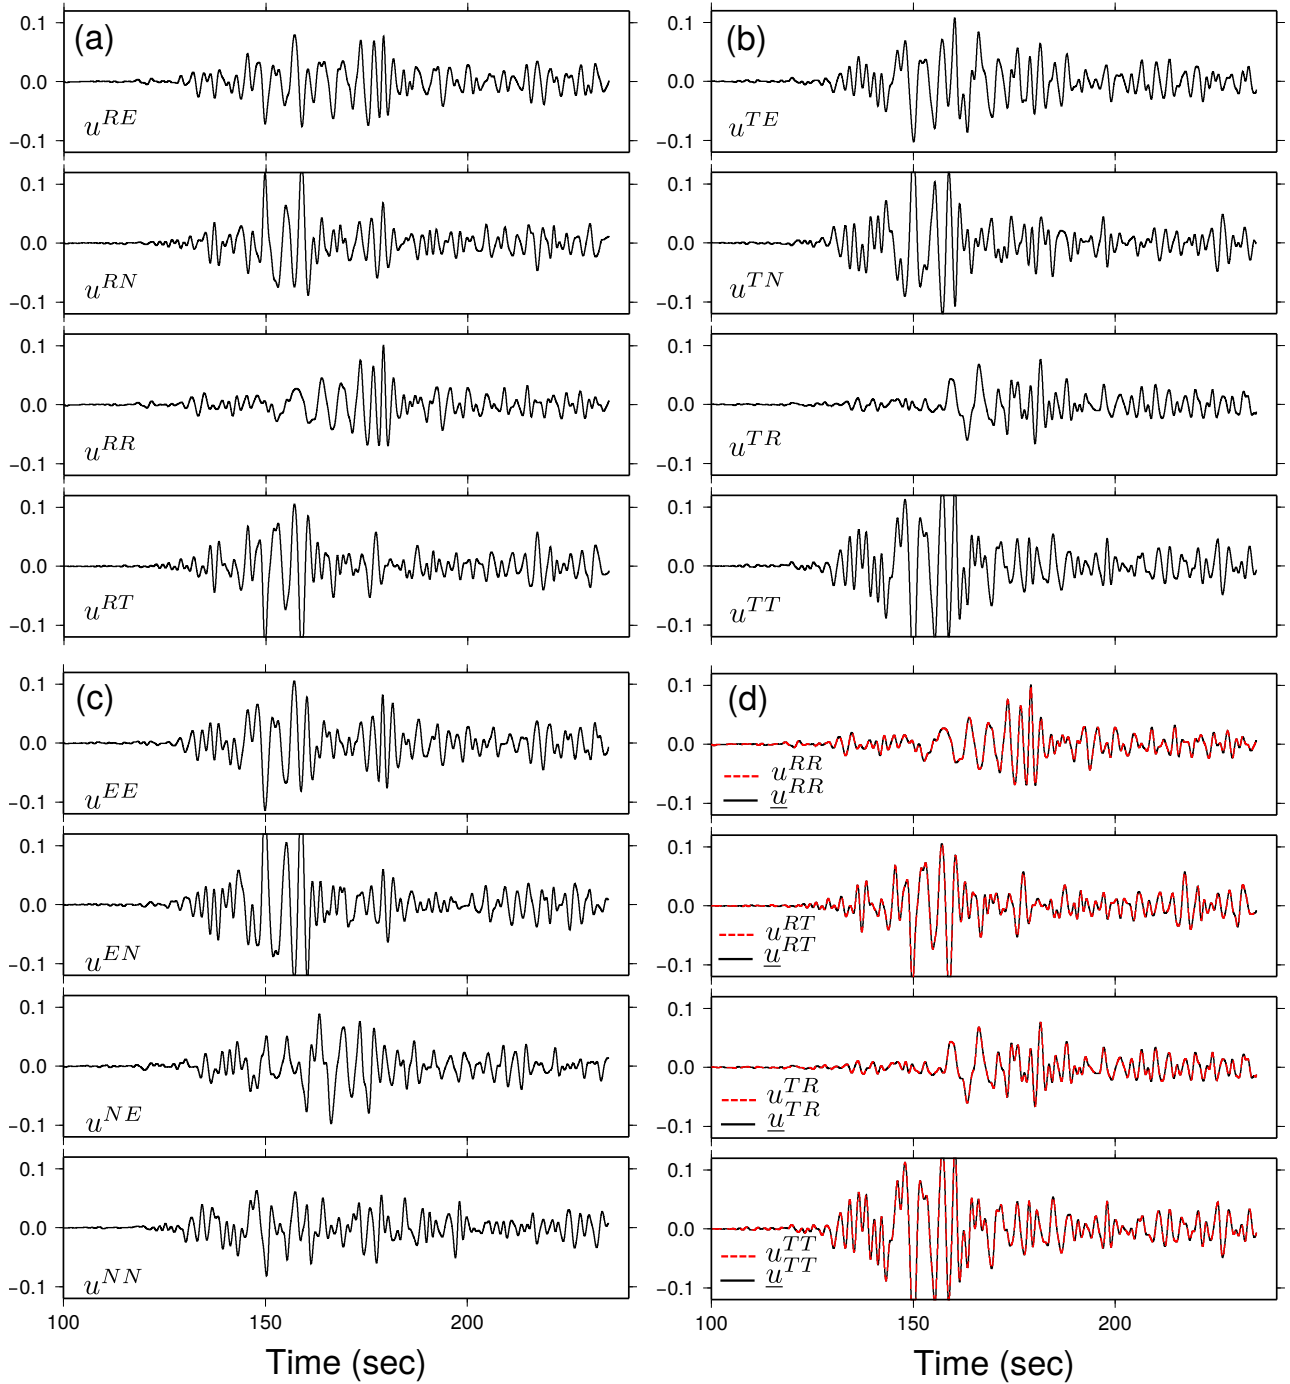 (a)
0.1
0.0
−0.1
u^{RE}
0.1
0.0
−0.1
u^{RN}
0.1
0.0
−0.1
u^{RR}
0.1
0.0
−0.1
u^{RT}
(b)
0.1
0.0
−0.1
u^{TE}
0.1
0.0
−0.1
u^{TN}
0.1
0.0
−0.1
u^{TR}
0.1
0.0
−0.1
u^{TT}
(c)
0.1
0.0
−0.1
u^{EE}
0.1
0.0
−0.1
u^{EN}
0.1
0.0
−0.1
u^{NE}
0.1
0.0
−0.1
u^{NN}
100 150 200
Time (sec)
(d)
0.1
0.0
−0.1
u^{RR}
u^{RR}
0.1
0.0
−0.1
u^{RT}
u^{RT}
0.1
0.0
−0.1
u^{TR}
u^{TR}
0.1
0.0
−0.1
u^{TT}
u^{TT}
100 150 200
Time (sec)